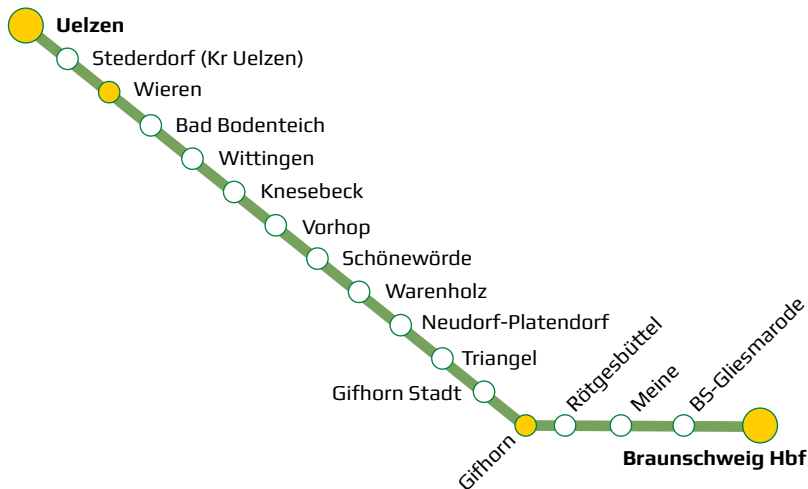 Uelzen
Stederdorf (Kr Uelzen)
Wieren
Bad Bodenteich
Wittingen
Knesebeck
Vorhop
Schönewörde
Warenholz
Neudorf-Platendorf
Triangel
Gifhorn Stadt
Gifhorn
Rötgesbüttel
Meine
BS-Gliesmarode
Braunschweig Hbf